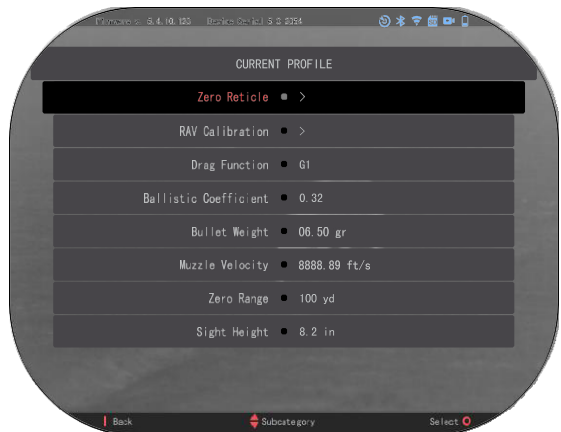 CURRENT PROFILE
Zero Reticle >
RAV Calibration >
Drag Function G1
Ballistic Coefficient 0.32
Bullet Weight 06.50 gr
Muzzle Velocity 8888.89 ft/s
Zero Range 100 yd
Sight Height 8.2 in
Back Subcategory Select